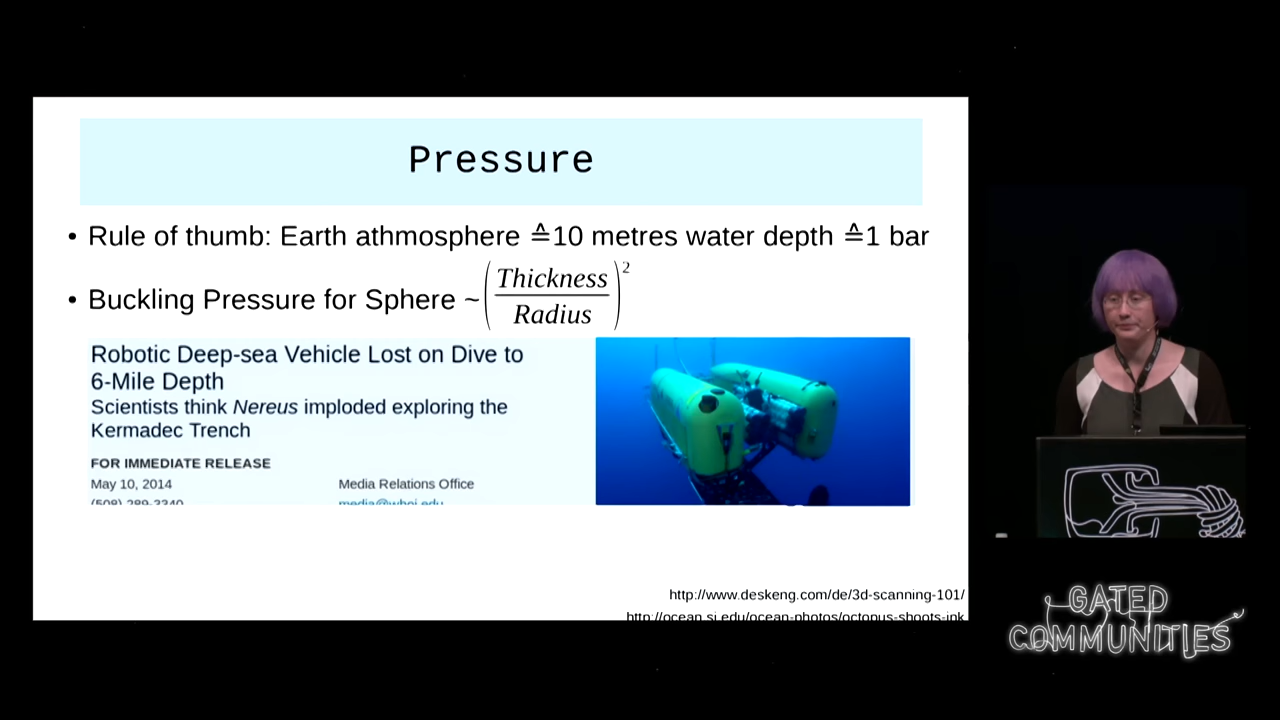 Pressure
• Rule of thumb: Earth athmosphere ≙10 metres water depth ≙1 bar
• Buckling Pressure for Sphere ~(Thickness/Radius)²
Robotic Deep-sea Vehicle Lost on Dive to
6-Mile Depth
Scientists think Nereus imploded exploring the
Kermadec Trench
FOR IMMEDIATE RELEASE
May 10, 2014 Media Relations Office
(508) 289-3340 media@whoi.edu
http://www.deskeng.com/de/3d-scanning-101/
http://ocean.si.edu/ocean-photos/octopus-shoots-ink
GATED
COMMUNITIES